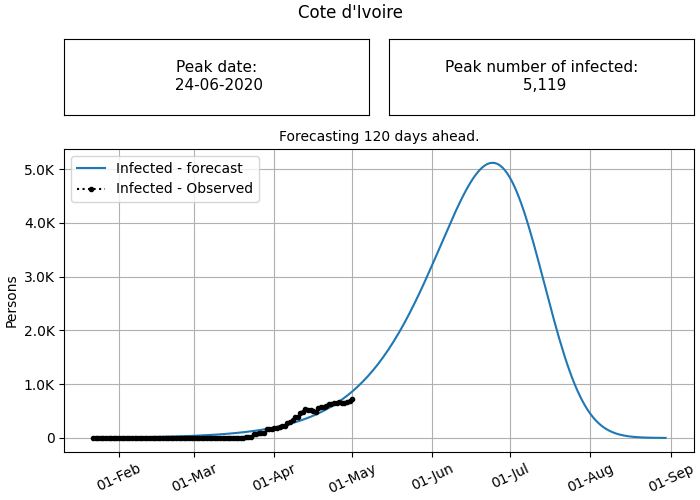 Cote d'Ivoire
Peak date:
24-06-2020
Peak number of infected:
5,119
Forecasting 120 days ahead.
Infected - forecast
Infected - Observed
5.0K
4.0K
3.0K
2.0K
1.0K
0
Persons
01-Feb
01-Mar
01-Apr
01-May
01-Jun
01-Jul
01-Aug
01-Sep